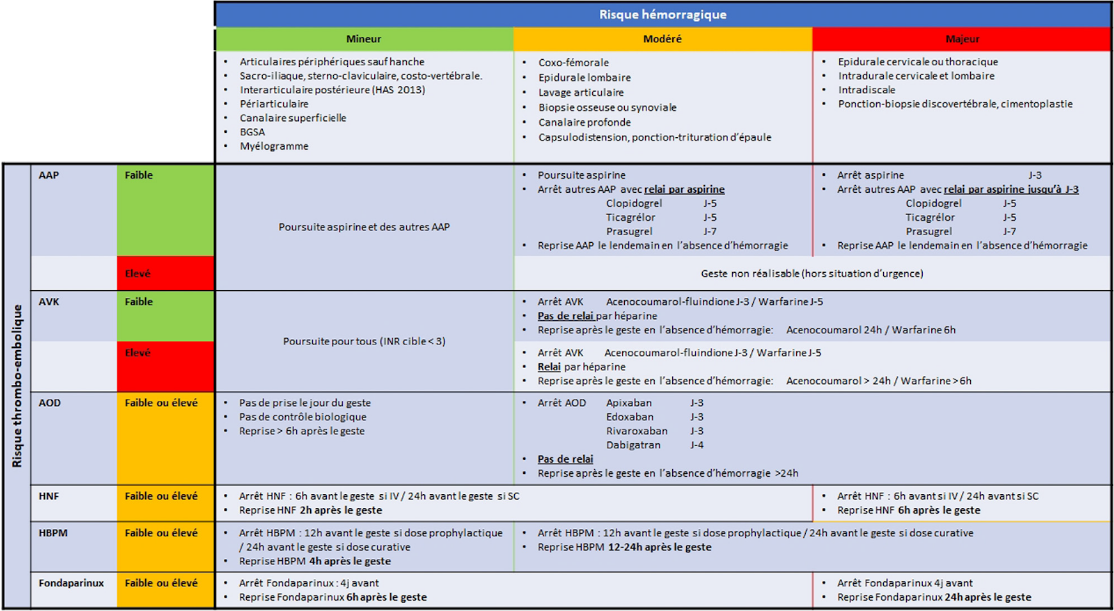 Risque hémorragique
Mineur
Modéré
Majeur
• Articulaires périphériques sauf hanche
• Sacro-iliaque, sterno-claviculaire, costo-vertébrale.
• Interarticulaire postérieure (HAS 2013)
• Périarticulaire
• Canalaire superficielle
• BGSA
• Myélogramme
• Coxo-fémorale
• Epidurale lombaire
• Lavage articulaire
• Biopsie osseuse ou synoviale
• Canalaire profonde
• Capsulodistension, ponction-trituration d'épaule
• Epidurale cervicale ou thoracique
• Intradurale cervicale et lombaire
• Intradiscale
• Ponction-biopsie discovertébrale, cimentoplastie
Risque thrombo-embolique
AAP
Faible
Poursuite aspirine et des autres AAP
• Poursuite aspirine
• Arrêt autres AAP avec relai par aspirine
Clopidogrel J-5
Ticagrélor J-5
Prasugrel J-7
• Reprise AAP le lendemain en l'absence d'hémorragie
• Arrêt aspirine J-3
• Arrêt autres AAP avec relai par aspirine jusqu'à J-3
Clopidogrel J-5
Ticagrélor J-5
Prasugrel J-7
• Reprise AAP le lendemain en l'absence d'hémorragie
Elevé
Geste non réalisable (hors situation d'urgence)
AVK
Faible
Poursuite pour tous (INR cible < 3)
• Arrêt AVK Acenocoumarol-fluindione J-3 / Warfarine J-5
• Pas de relai par héparine
• Reprise après le geste en l'absence d'hémorragie: Acenocoumarol 24h / Warfarine 6h
Elevé
• Arrêt AVK Acenocoumarol-fluindione J-3 / Warfarine J-5
• Relai par héparine
• Reprise après le geste en l'absence d'hémorragie: Acenocoumarol > 24h / Warfarine > 6h
AOD
Faible ou élevé
• Pas de prise le jour du geste
• Pas de contrôle biologique
• Reprise > 6h après le geste
• Arrêt AOD Apixaban J-3
Edoxaban J-3
Rivaroxaban J-3
Dabigatran J-4
• Pas de relai
• Reprise après le geste en l'absence d'hémorragie >24h
HNF
Faible ou élevé
• Arrêt HNF : 6h avant le geste si IV / 24h avant le geste si SC
• Reprise HNF 2h après le geste
• Arrêt HNF : 6h avant si IV / 24h avant si SC
• Reprise HNF 6h après le geste
HBPM
Faible ou élevé
• Arrêt HBPM : 12h avant le geste si dose prophylactique
/ 24h avant le geste si dose curative
• Reprise HBPM 4h après le geste
• Arrêt HBPM : 12h avant le geste si dose prophylactique / 24h avant le geste si dose curative
• Reprise HBPM 12-24h après le geste
Fondaparinux
Faible ou élevé
• Arrêt Fondaparinux : 4j avant
• Reprise Fondaparinux 6h après le geste
• Arrêt Fondaparinux 4j avant
• Reprise Fondaparinux 24h après le geste